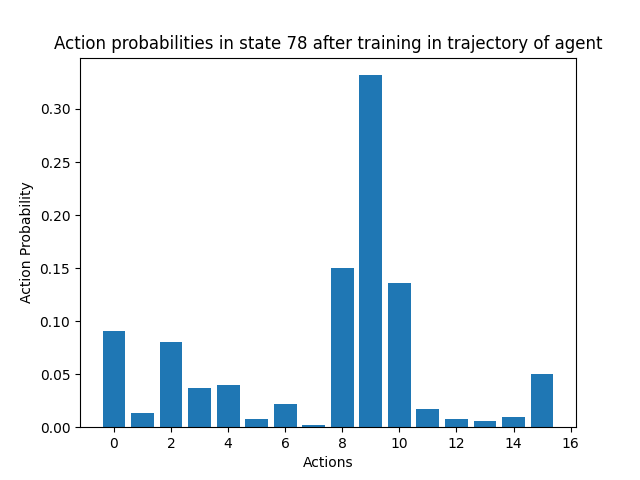 Action probabilities in state 78 after training in trajectory of agent
0.30
0.25
0.20
0.15
0.10
0.05
0.00
Action Probability
0 2 4 6 8 10 12 14 16
Actions